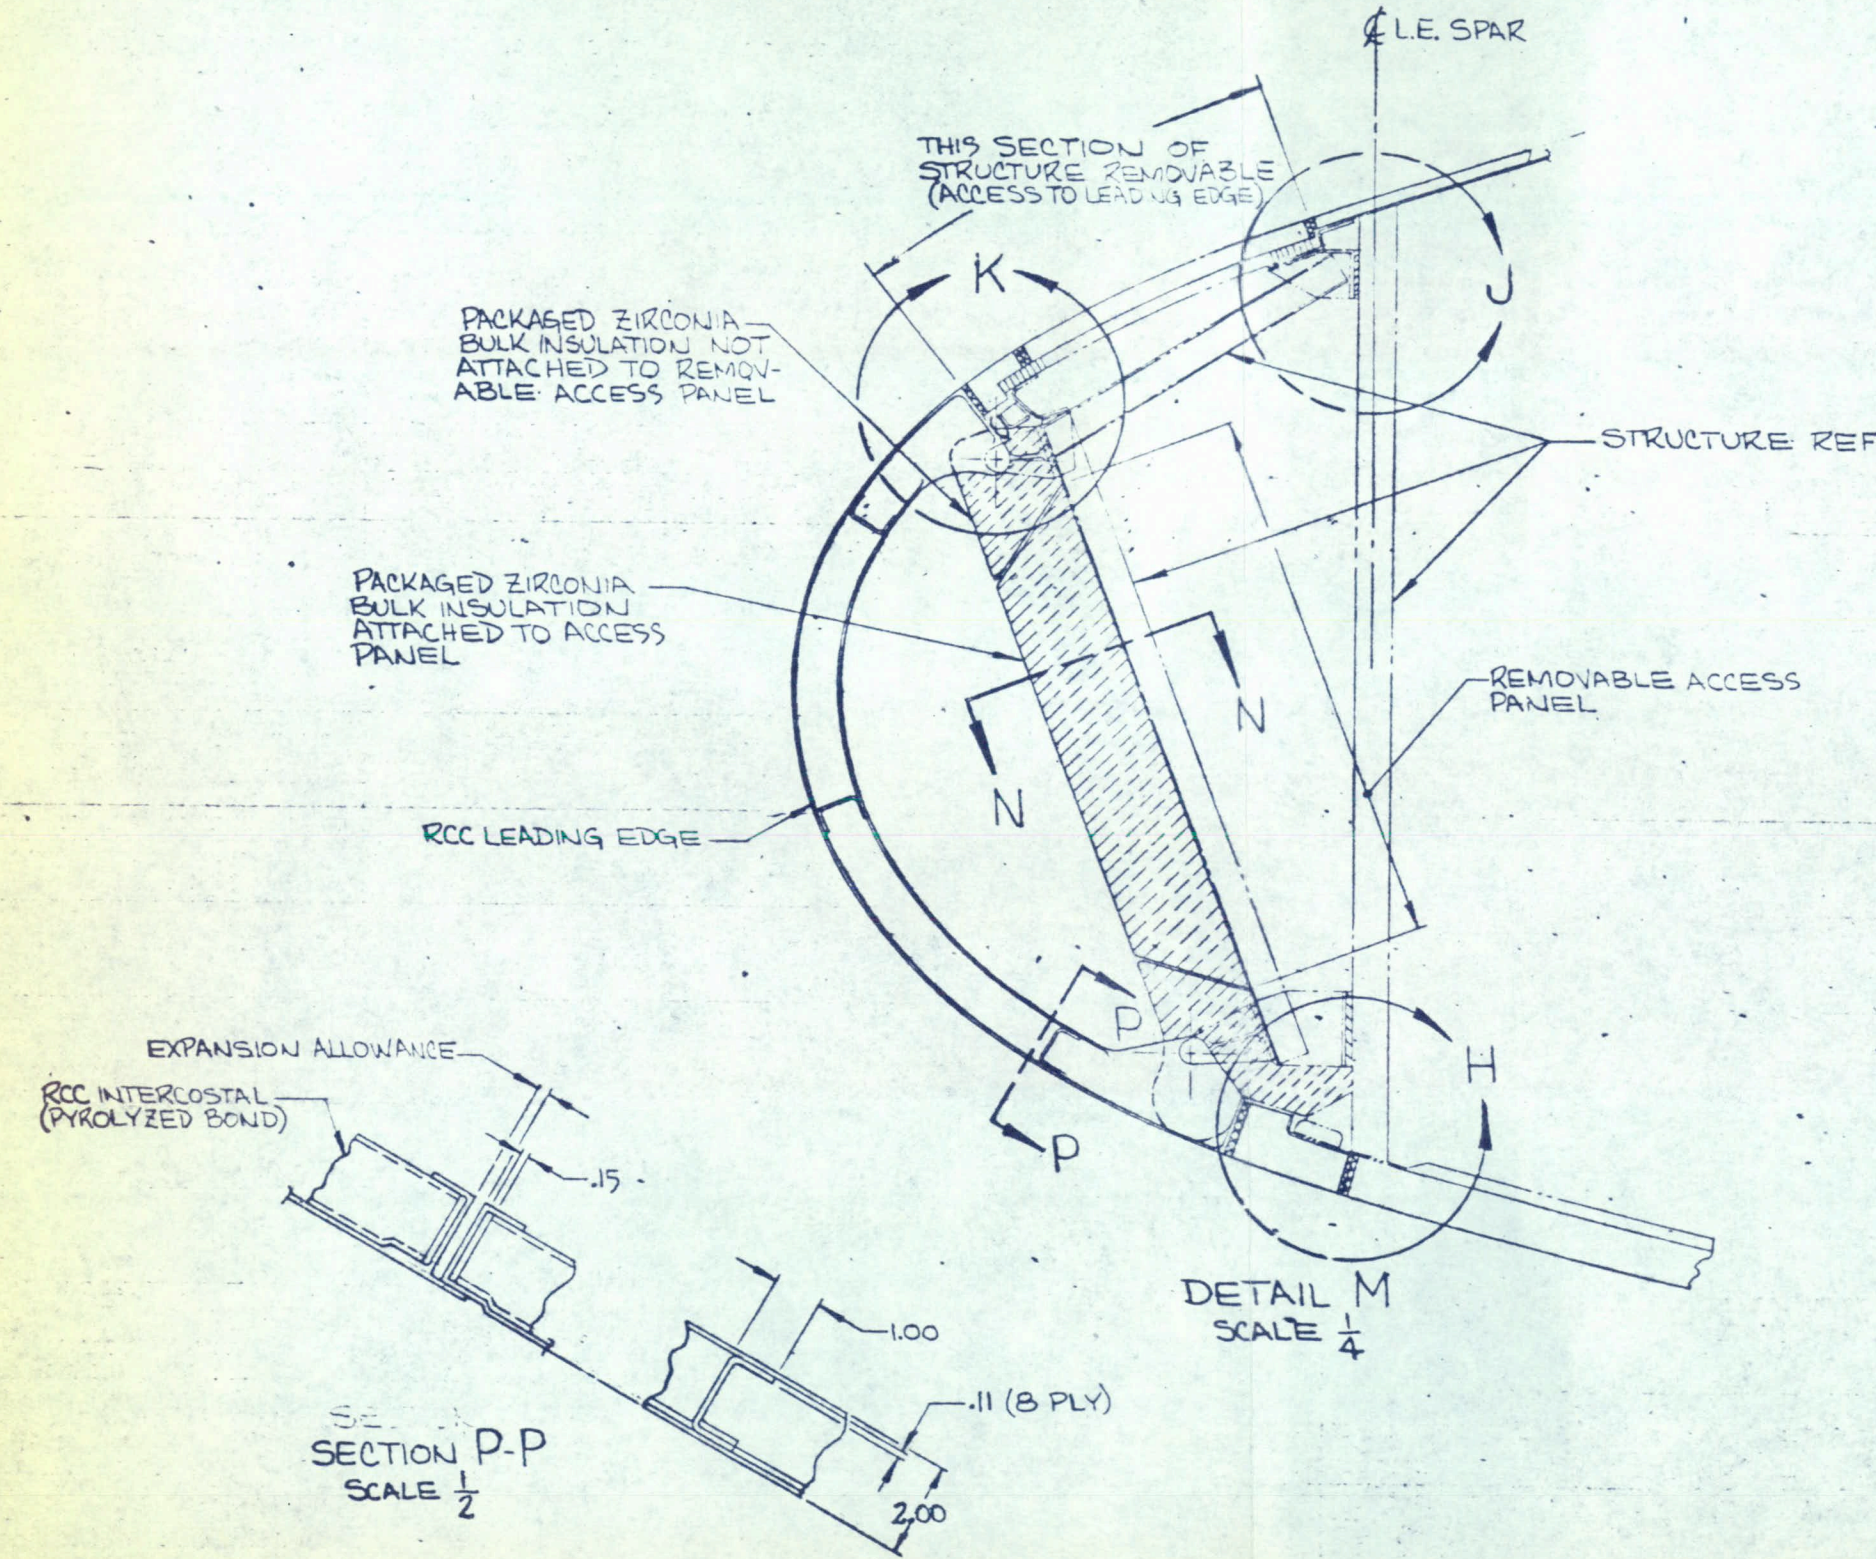 ℄ L.E. SPAR
THIS SECTION OF
STRUCTURE REMOVABLE
(ACCESS TO LEADING EDGE)
K
J
PACKAGED ZIRCONIA
BULK INSULATION NOT
ATTACHED TO REMOV-
ABLE ACCESS PANEL
STRUCTURE REF
PACKAGED ZIRCONIA
BULK INSULATION
ATTACHED TO ACCESS
PANEL
REMOVABLE ACCESS
PANEL
N
N
RCC LEADING EDGE
P
P
H
EXPANSION ALLOWANCE
RCC INTERCOSTAL
(PYROLYZED BOND)
.15
DETAIL M
SCALE 1/4
1.00
.11 (8 PLY)
2.00
SECTION P-P
SCALE 1/2